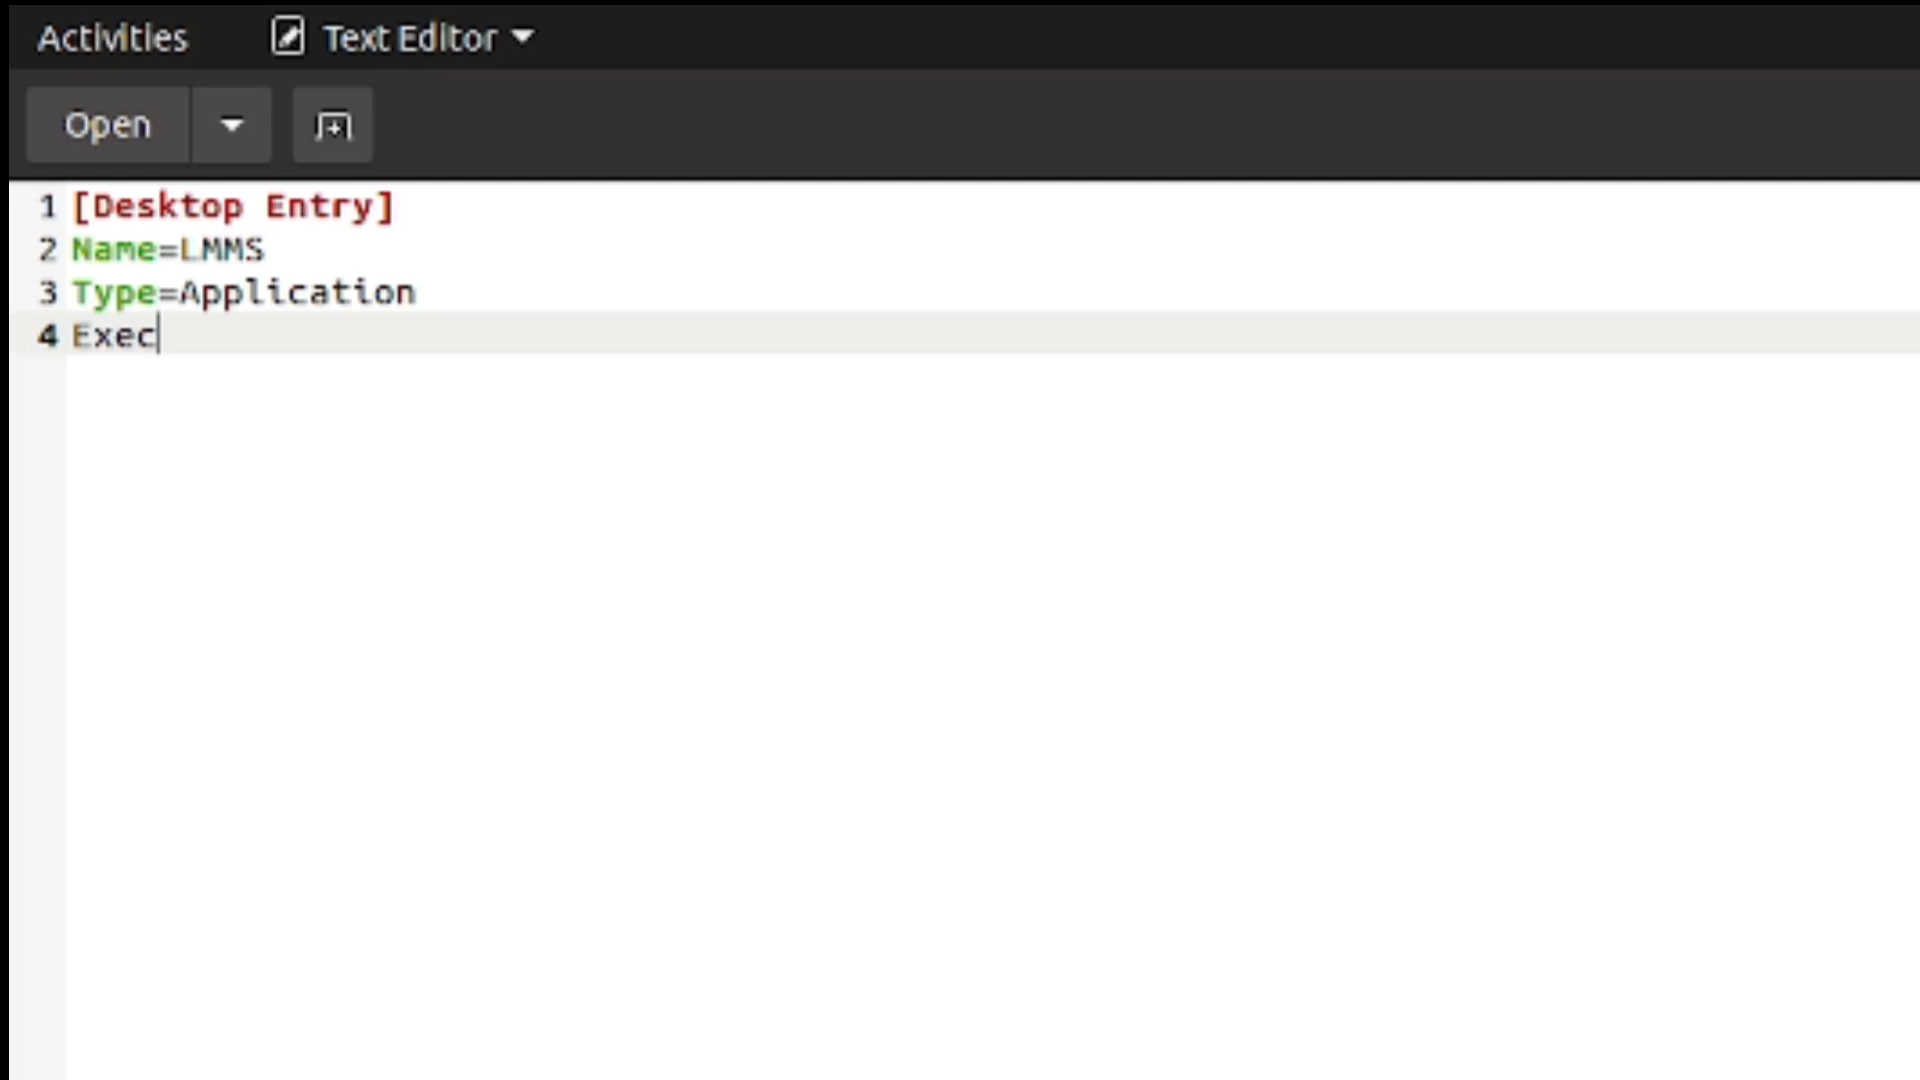 Activities Text Editor
Open
1 [Desktop Entry]
2 Name=LMMS
3 Type=Application
4 Exec